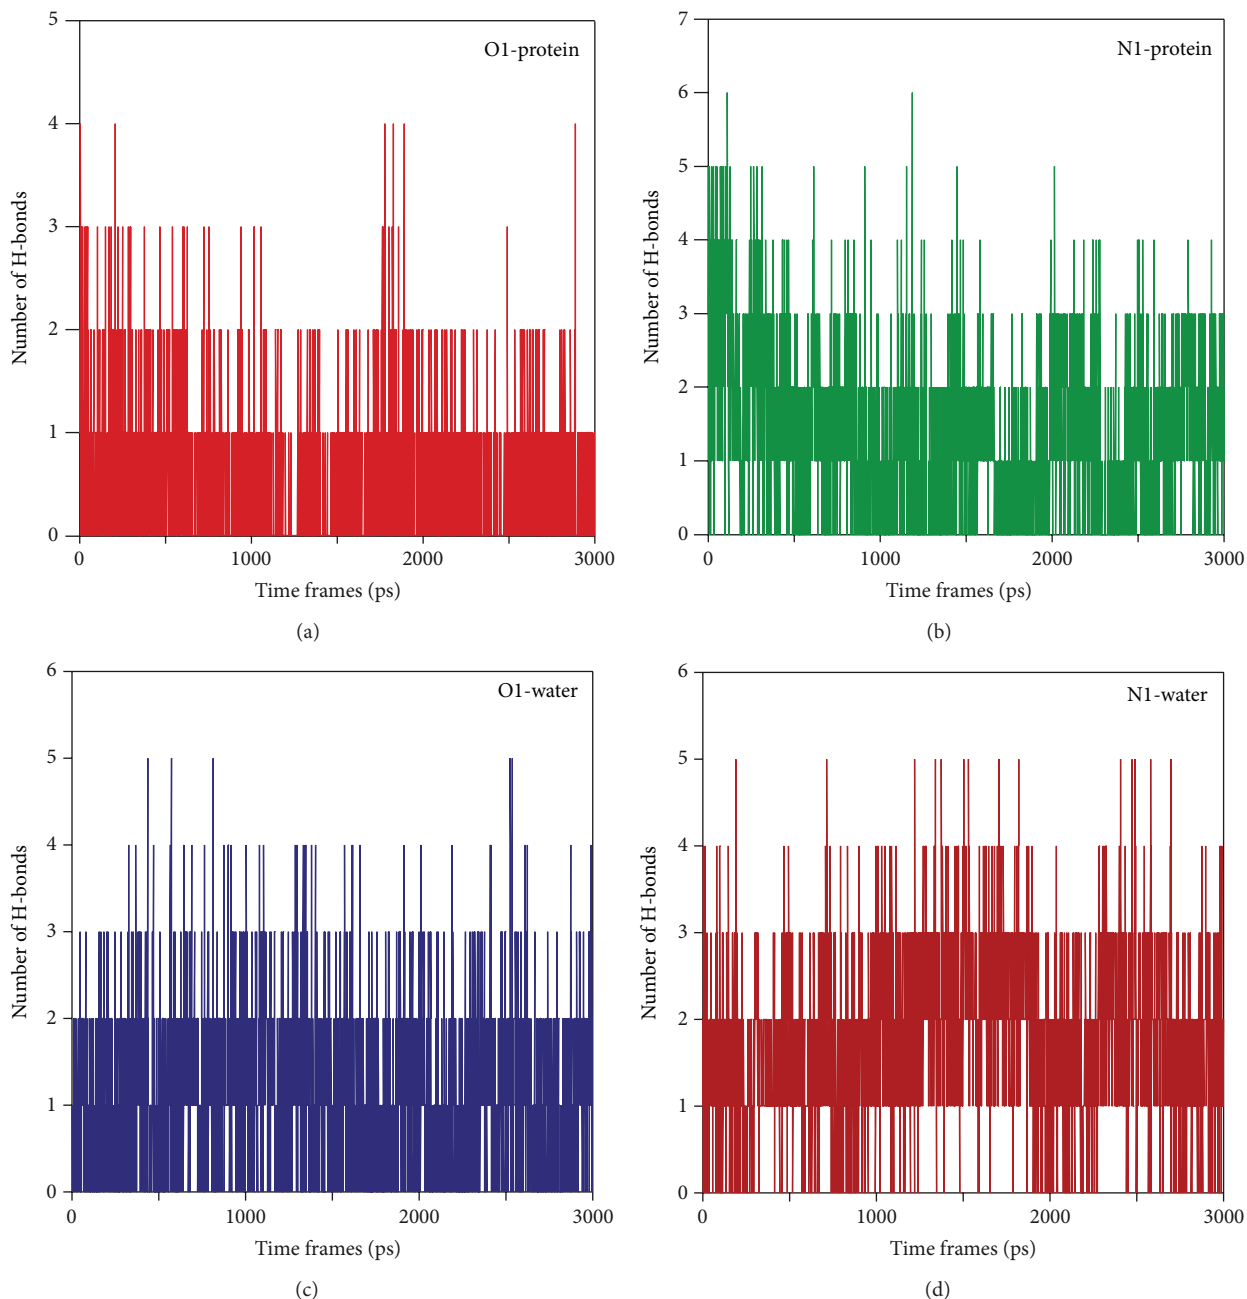 5
4
3
2
1
0
Number of H-bonds
O1-protein
0
1000
2000
3000
Time frames (ps)
(a)
7
6
5
4
3
2
1
0
Number of H-bonds
N1-protein
0
1000
2000
3000
Time frames (ps)
(b)
6
5
4
3
2
1
0
Number of H-bonds
O1-water
0
1000
2000
3000
Time frames (ps)
(c)
6
5
4
3
2
1
0
Number of H-bonds
N1-water
0
1000
2000
3000
Time frames (ps)
(d)